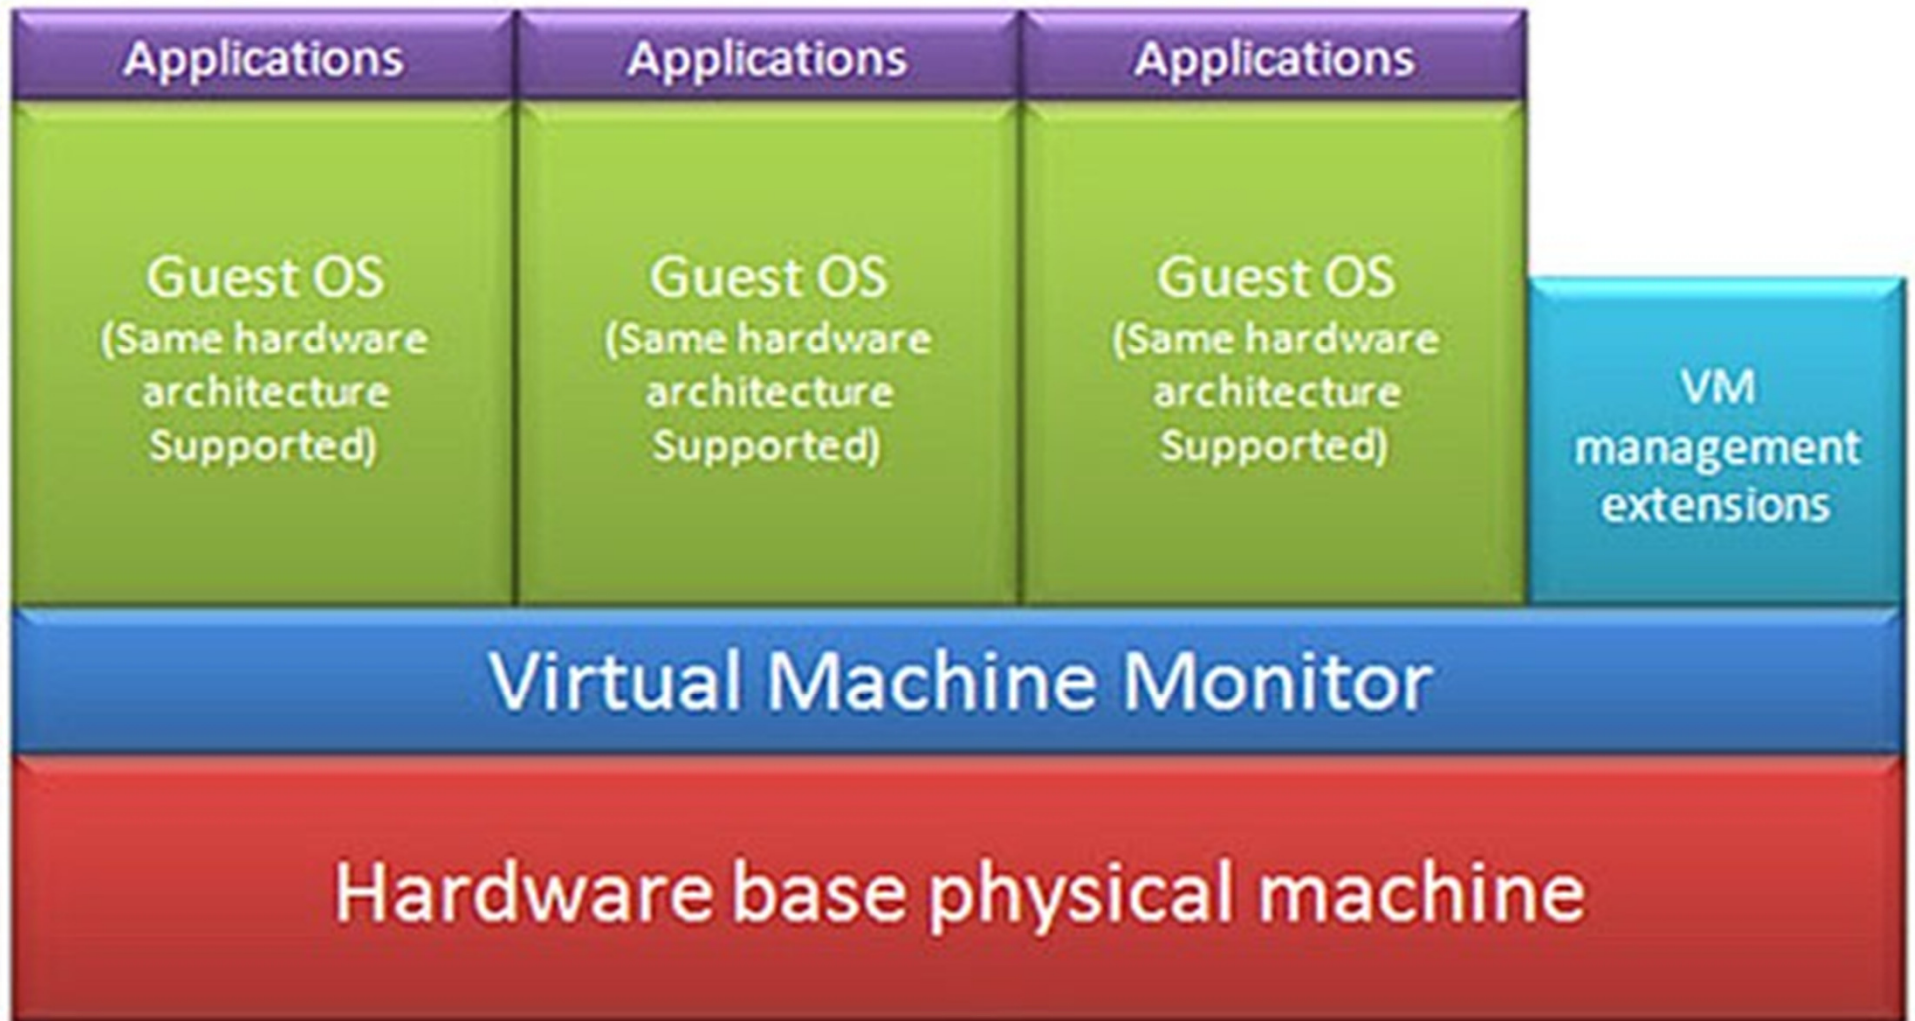 Applications
Applications
Applications
Guest OS
(Same hardware
architecture
Supported)
Guest OS
(Same hardware
architecture
Supported)
Guest OS
(Same hardware
architecture
Supported)
VM
management
extensions
Virtual Machine Monitor
Hardware base physical machine